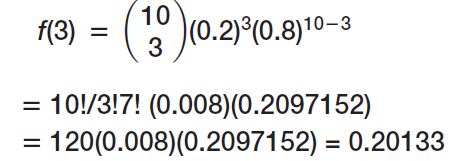 f(3) = (10 3)(0.2)³(0.8)¹⁰⁻³
= 10!/3!7! (0.008)(0.2097152)
= 120(0.008)(0.2097152) = 0.20133